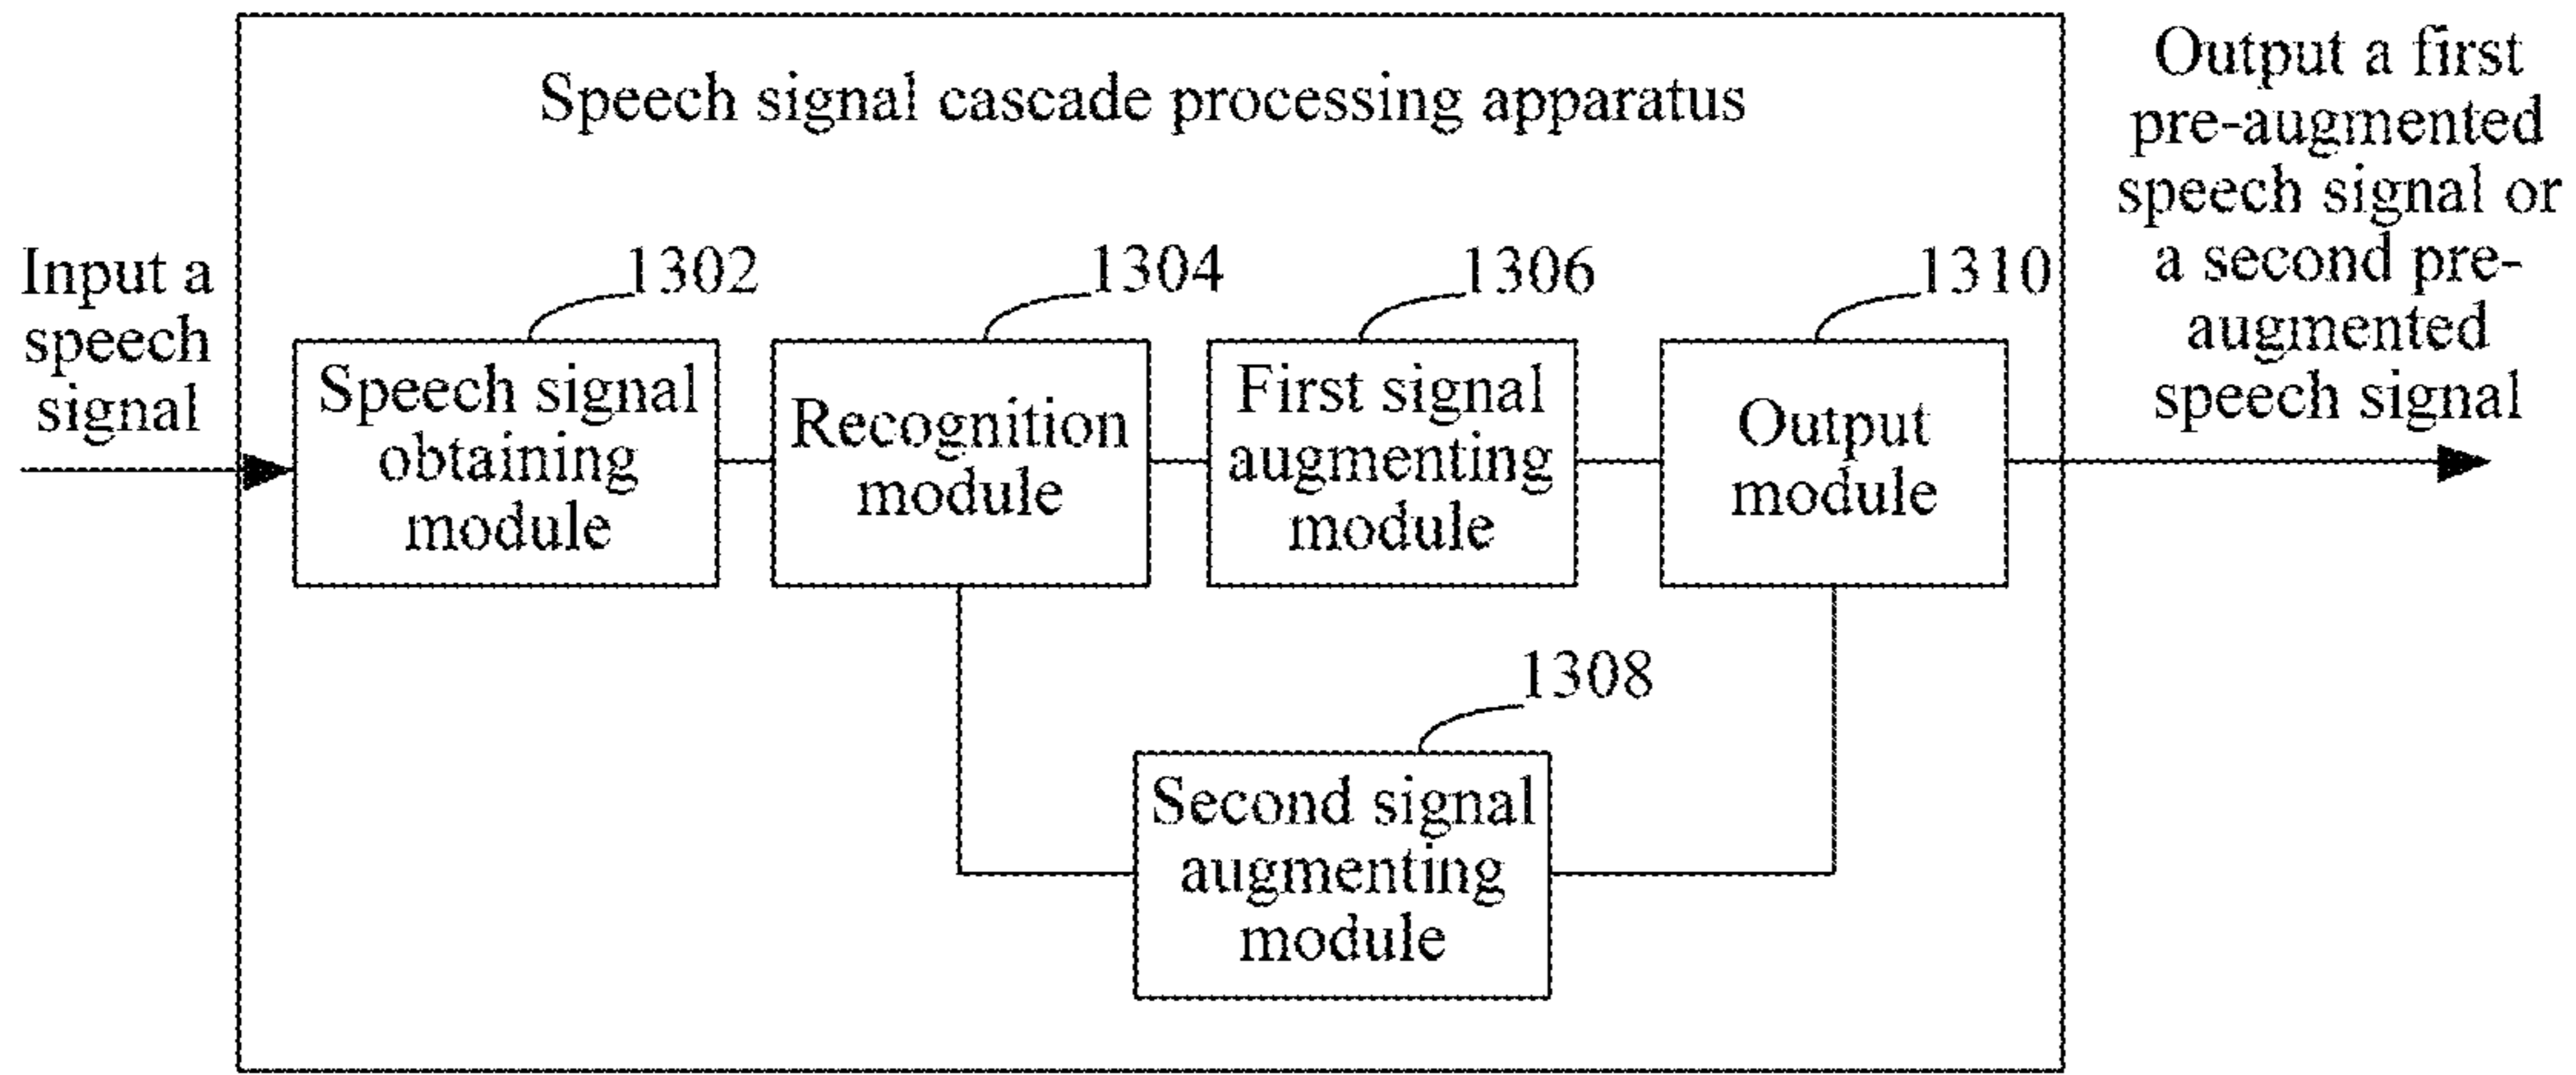 Speech signal cascade processing apparatus
Input a
speech
signal
1302
Speech signal
obtaining
module
1304
Recognition
module
1306
First signal
augmenting
module
1310
Output
module
1308
Second signal
augmenting
module
Output a first
pre-augmented
speech signal or
a second pre-
augmented
speech signal